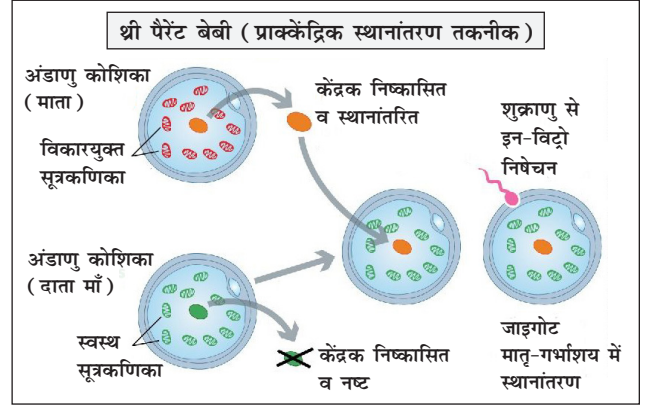 थ्री पैरेंट बेबी ( प्राक्केंद्रिक स्थानांतरण तकनीक )
अंडाणु कोशिका
( माता )
विकारयुक्त
सूत्रकणिका
केंद्रक निष्कासित
व स्थानांतरित
शुक्राणु से
इन-विट्रो
निषेचन
अंडाणु कोशिका
( दाता माँ )
स्वस्थ
सूत्रकणिका
केंद्रक निष्कासित
व नष्ट
जाइगोट
मातृ-गर्भाशय में
स्थानांतरण